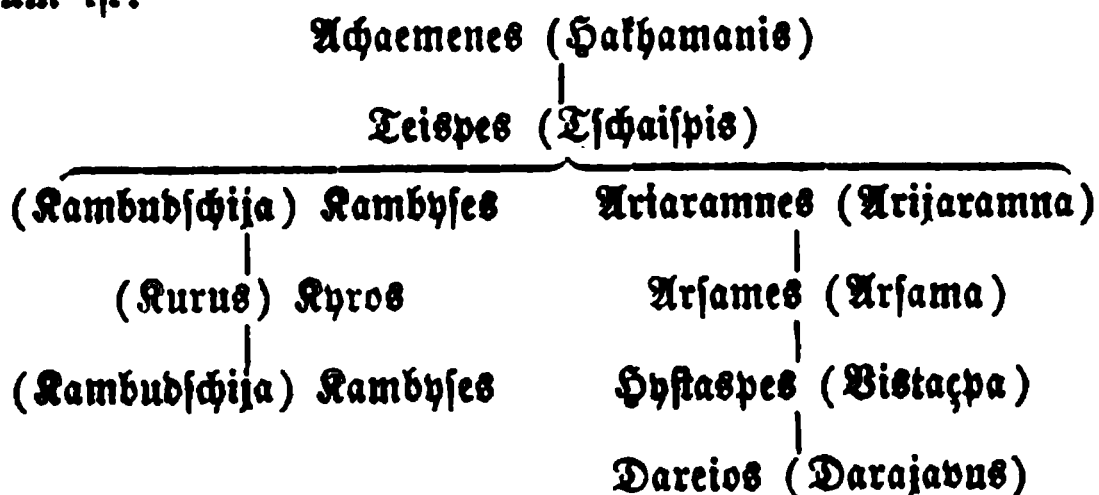 Achaemenes (Hakhamanis)
Teispes (Tschaispis)
(Kambudschija) Kambyses Ariaramnes (Arijaramna)
(Kurus) Kyros Arsames (Arsama)
(Kambudschija) Kambyses Hystaspes (Vistaçpa)
Dareios (Darajavus)